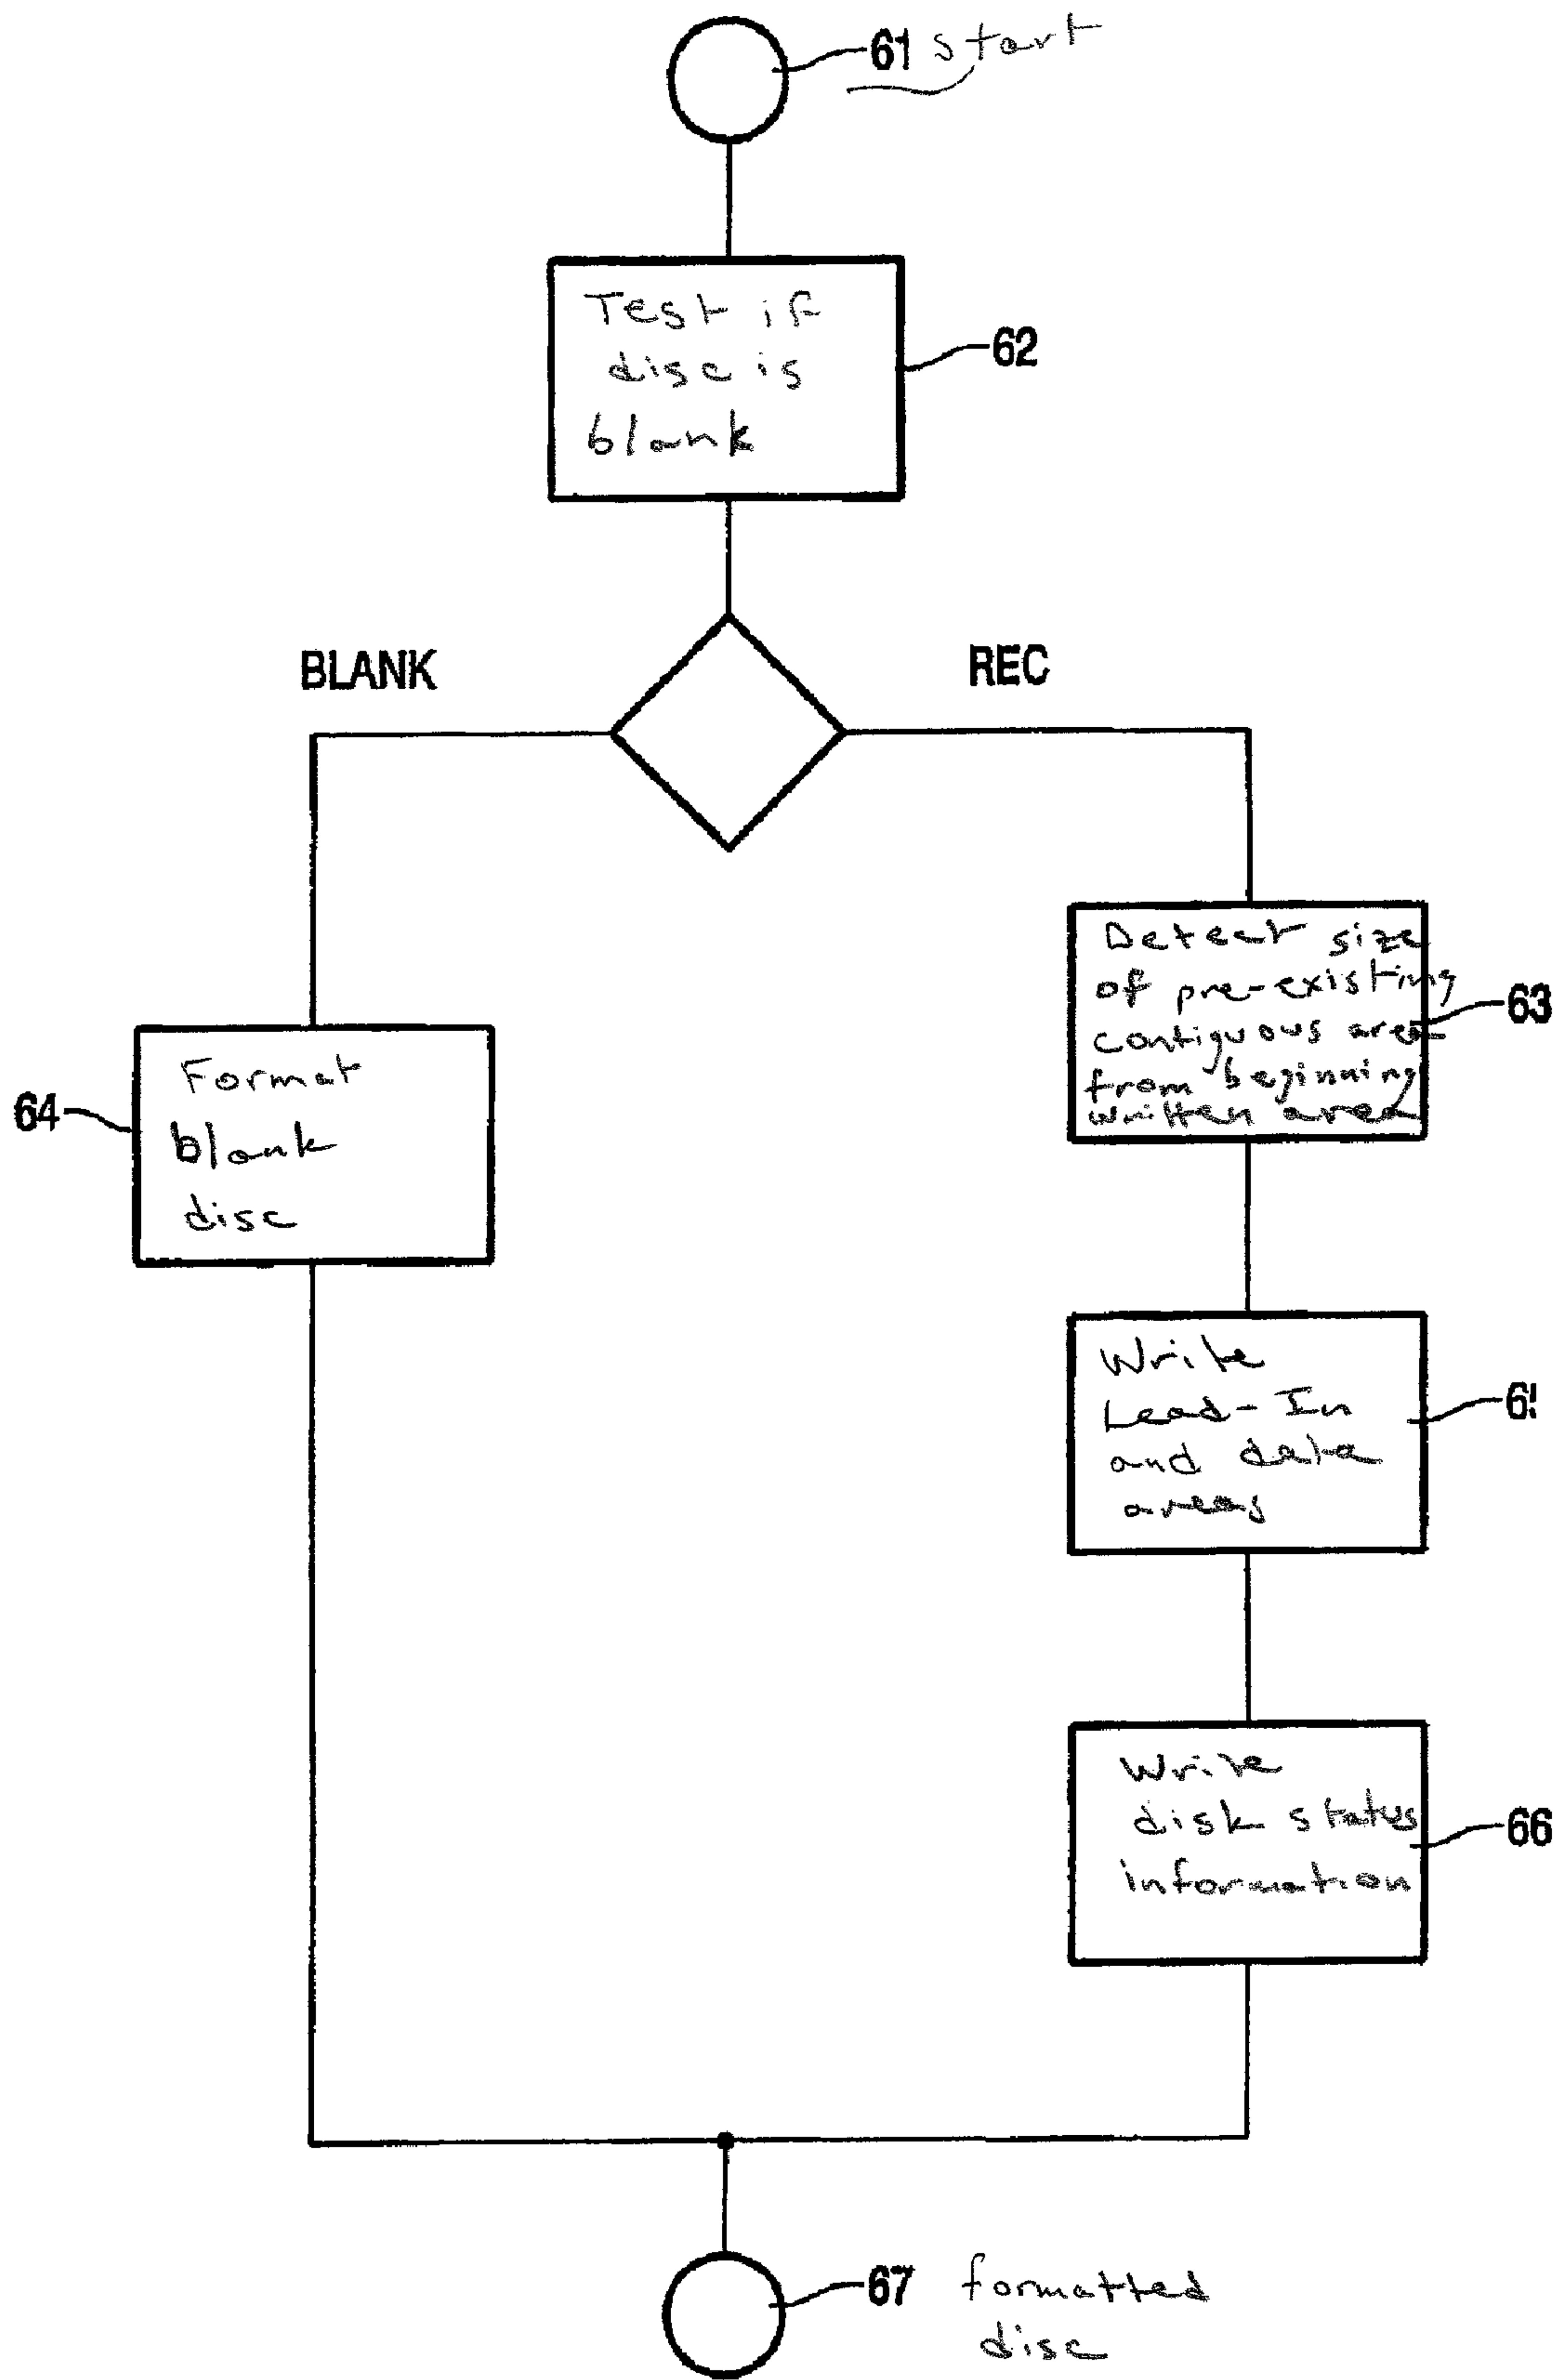 61 start
Test if
disc is
blank
62
BLANK
REC
Detect size
of pre-existing
contiguous area
from beginning
written area
63
64
Format
blank
disc
Write
Lead-In
and data
areas
Write
disk status
information
66
67 formatted
disc